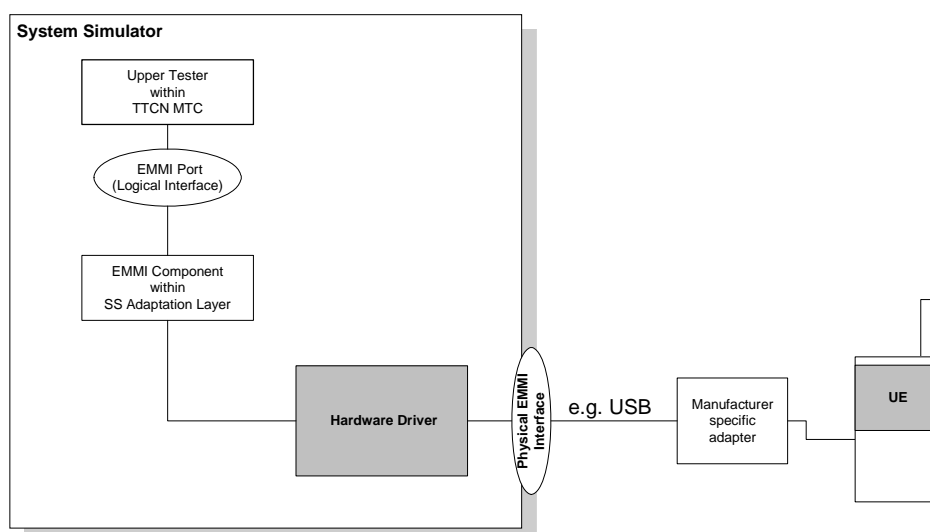 System Simulator
Upper Tester
within
TTCN MTC
EMMI Port
(Logical Interface)
EMMI Component
within
SS Adaptation Layer
Hardware Driver
Physical EMMI
Interface
e.g. USB
Manufacturer
specific
adapter
UE